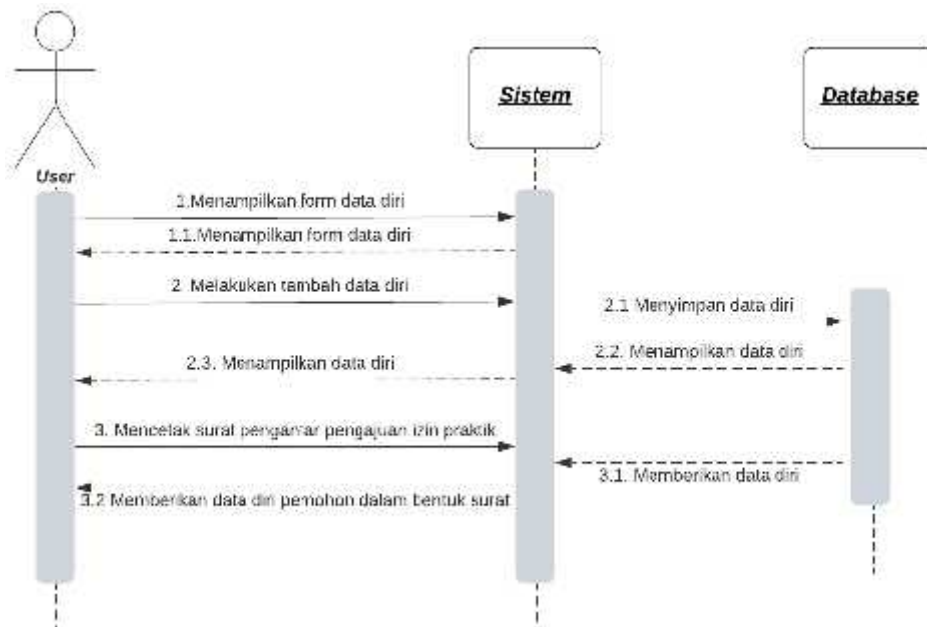 Sistem
Database
User
1.Menampilkan form data diri
1.1.Menampilkan form data diri
2. Melakukan tambah data diri
2.1 Menyimpan data diri
2.2. Menampilkan data diri
2.3. Menampilkan data diri
3. Mencetak surat pengantar pengajuan izin praktik
3.1. Memberikan data diri
3.2 Memberikan data diri pemohon dalam bentuk surat